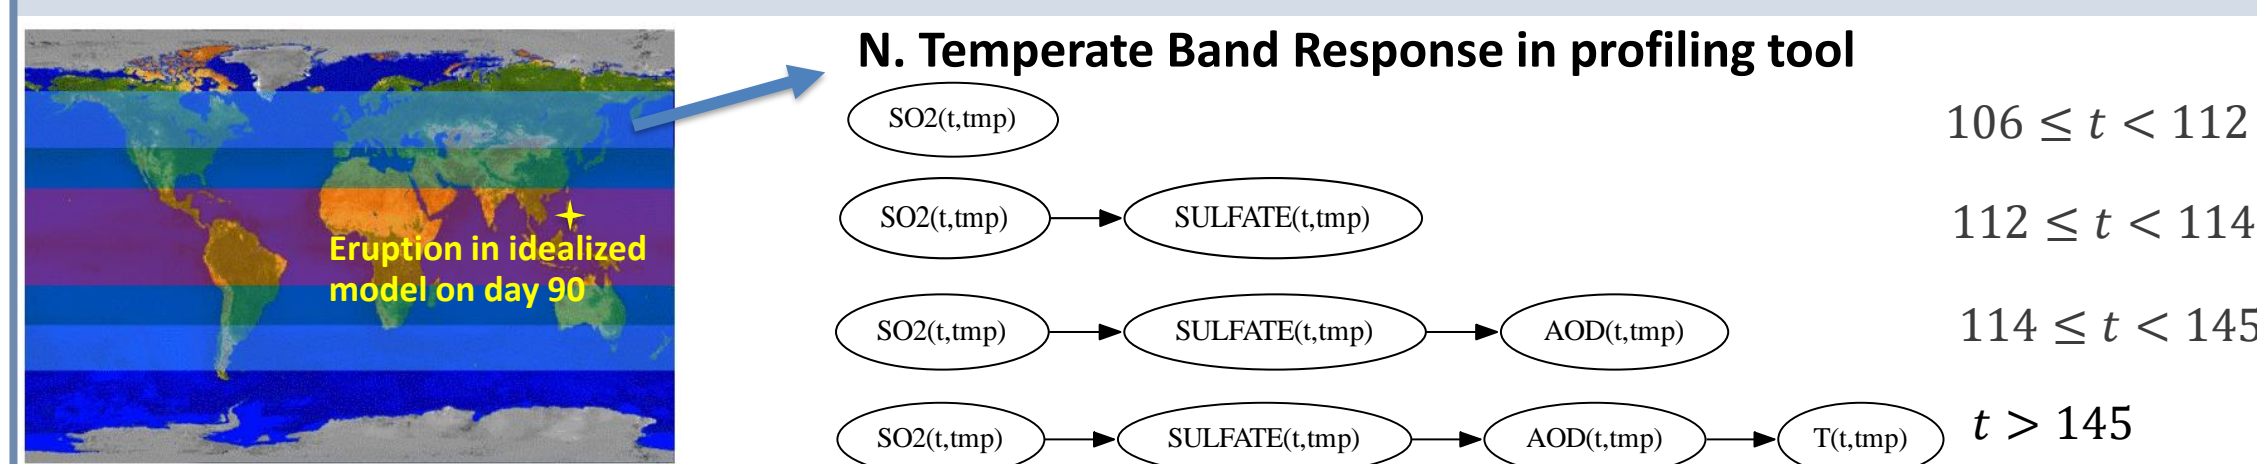 N. Temperate Band Response in profiling tool
SO2(t,tmp)
106 ≤ t < 112
SO2(t,tmp) SULFATE(t,tmp)
112 ≤ t < 114
Eruption in idealized
model on day 90
SO2(t,tmp) SULFATE(t,tmp) AOD(t,tmp)
114 ≤ t < 145
SO2(t,tmp) SULFATE(t,tmp) AOD(t,tmp) T(t,tmp)
t > 145